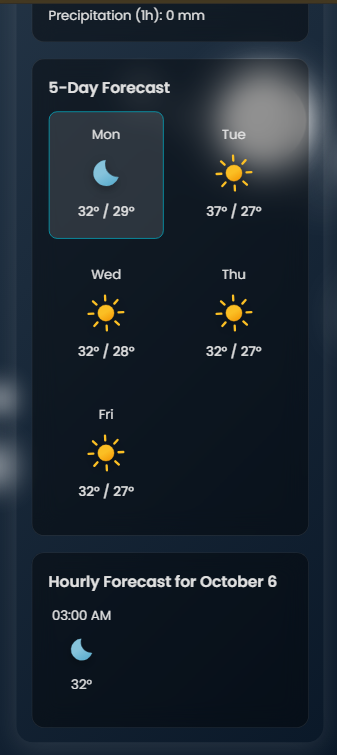 Precipitation (1h): 0 mm
5-Day Forecast
Mon
32° / 29°
Tue
37° / 27°
Wed
32° / 28°
Thu
32° / 27°
Fri
32° / 27°
Hourly Forecast for October 6
03:00 AM
32°